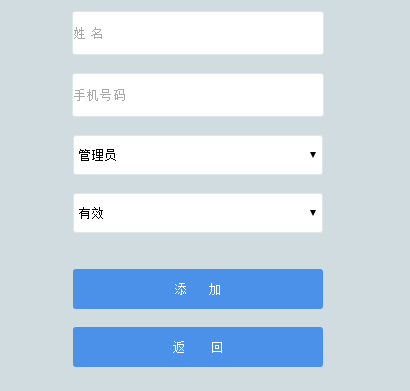 姓 名
手机号码
管理员
有效
添 加
返 回